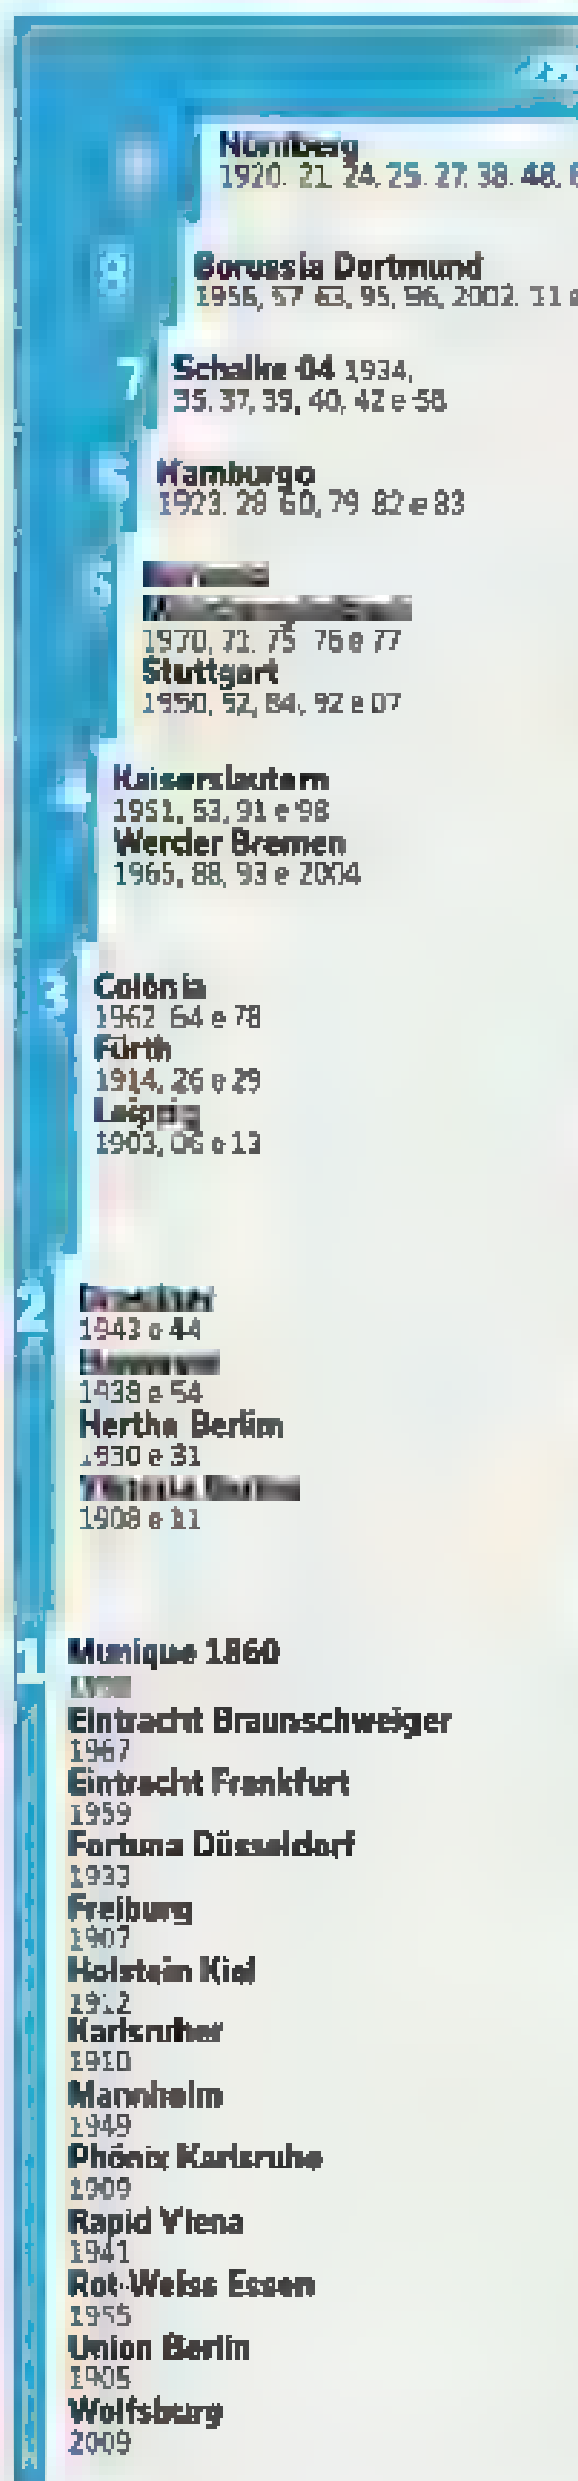 Nürnberg
1920. 21. 24. 25. 27. 38. 48,
8
Borussia Dortmund
1956, 57, 63, 95, 96, 2002. 11 e
7
Schalke 04 1934,
35. 37, 39, 40, 42 e 58
6
Hamburgo
1923. 28 60, 79 82 e 83
5
1970, 71. 75 76 e 77
Stuttgart
1950, 52, 84, 92 e 07
4
Kaiserslautern
1951, 53, 91 e 98
Werder Bremen
1965, 88, 93 e 2004
3
Colônia
1962 64 e 78
Fürth
1914, 26 e 29
Leipzig
1903, 06 e 13
2
Dresdner
1943 e 44
Hannover
1938 e 54
Hertha Berlim
1930 e 31
1908 e 11
1
Munique 1860
Eintracht Braunschweiger
1967
Eintracht Frankfurt
1959
Fortuna Düsseldorf
1933
Freiburg
1907
Holstein Kiel
1912
Karlsruher
1910
Mannheim
1949
Phönix Karlsruhe
1909
Rapid Viena
1941
Rot-Weiss Essen
1955
Union Berlin
1905
Wolfsburg
2009